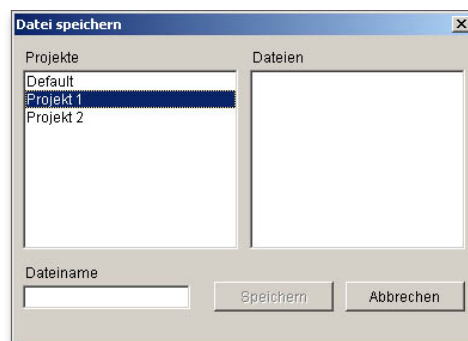 Datei speichern
Projekte
Dateien
Default
Projekt 1
Projekt 2
Dateiname
Speichern
Abbrechen